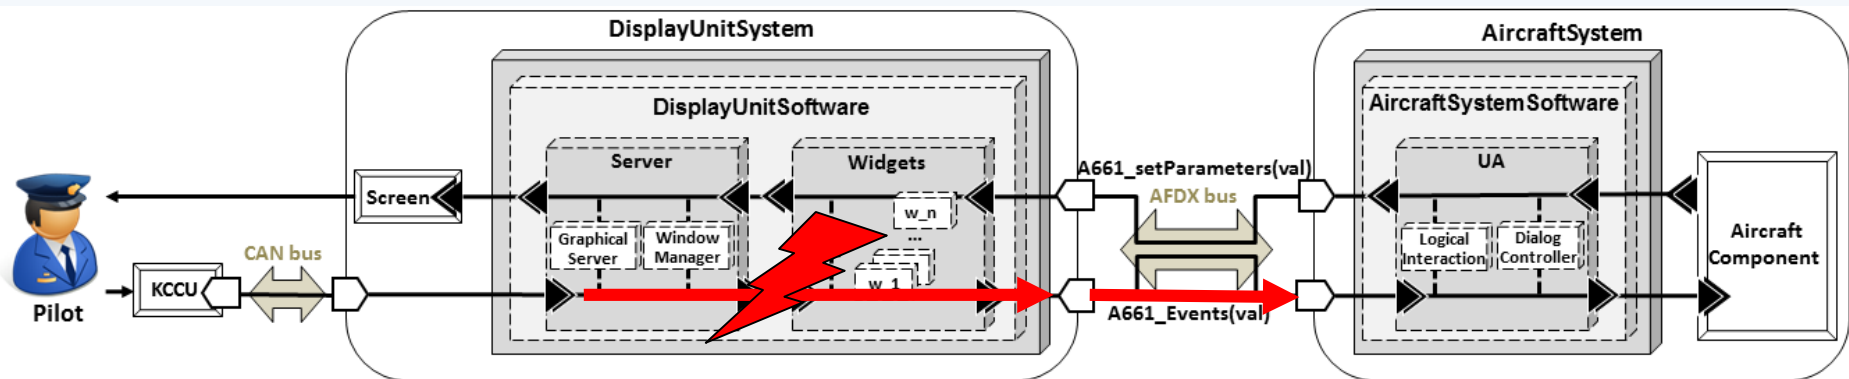 DisplayUnitSystem
AircraftSystem
DisplayUnitSoftware
AircraftSystemSoftware
Server
Widgets
UA
A661_setParameters(val)
AFDX bus
Screen
w_n
...
Graphical
Server
Window
Manager
Logical
Interaction
Dialog
Controller
Aircraft
Component
CAN bus
KCCU
w_1
A661_Events(val)
Pilot